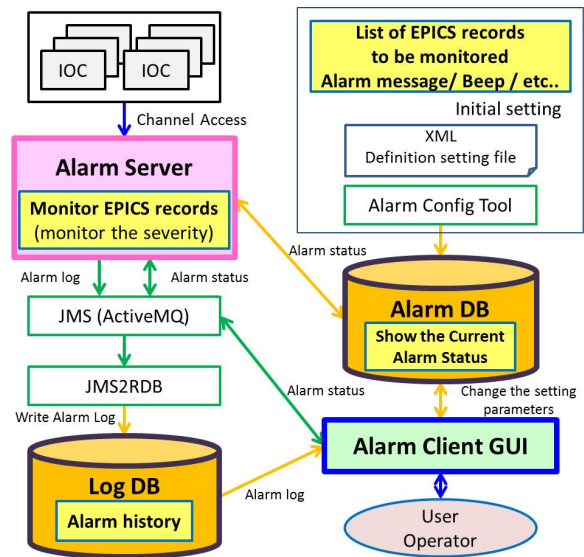 IOC
IOC
Channel Access
Alarm Server
Monitor EPICS records
(monitor the severity)
Alarm log
Alarm status
JMS (ActiveMQ)
JMS2RDB
Write Alarm Log
Log DB
Alarm history
List of EPICS records
to be monitored
Alarm message/ Beep / etc..
Initial setting
XML
Definition setting file
Alarm Config Tool
Alarm status
Alarm DB
Show the Current
Alarm Status
Alarm status
Change the setting
parameters
Alarm Client GUI
Alarm log
User
Operator